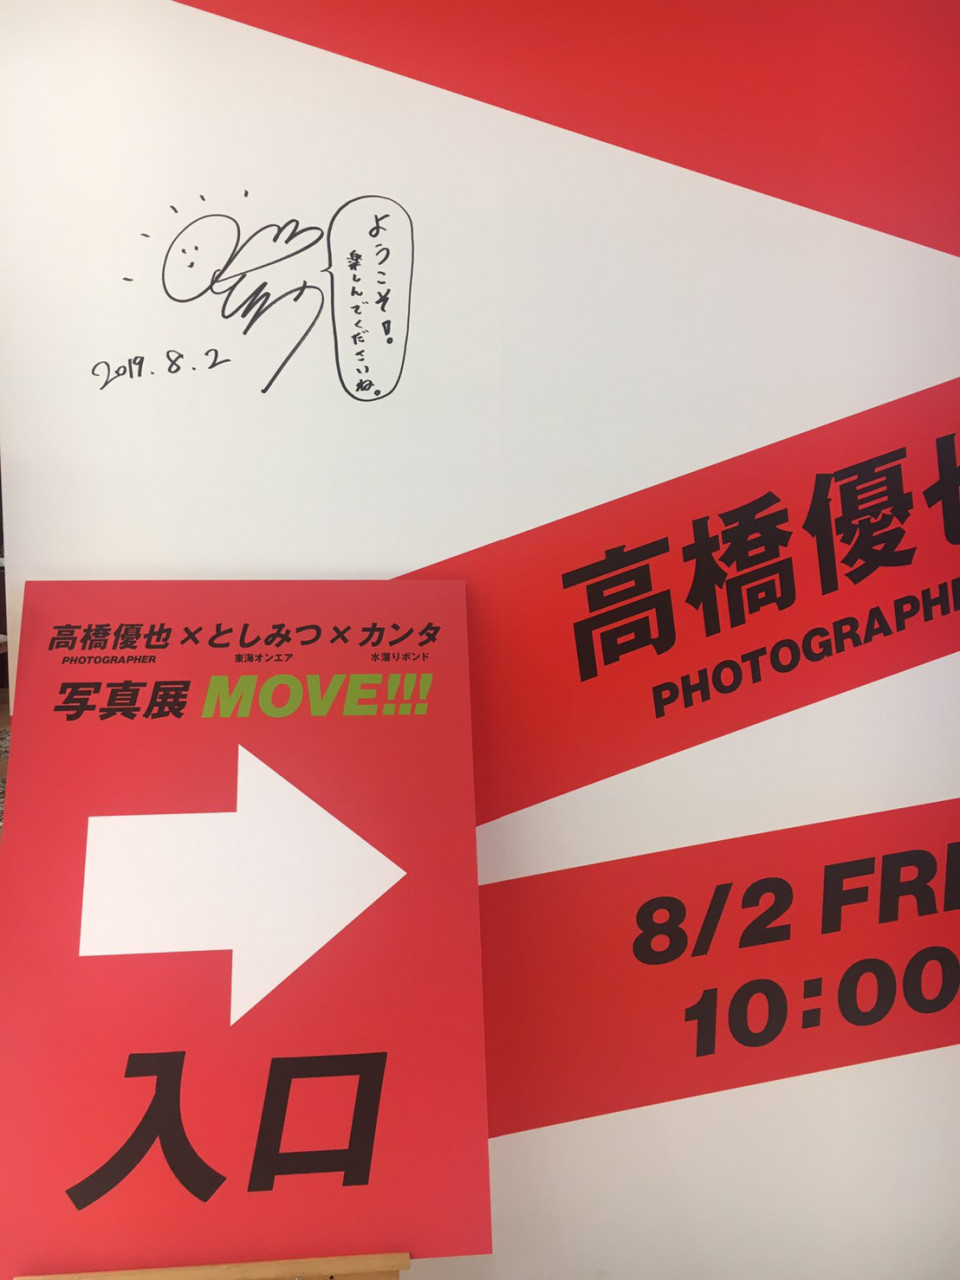 ようこそ!
楽しんでくださいね。
2019.8.2
高橋優也
PHOTOGRAPHE
8/2 FRI
10:00
高橋優也×としみつ×カンタ
PHOTOGRAPHER 東海オンエア 水溜りボンド
写真展 MOVE!!!
入口